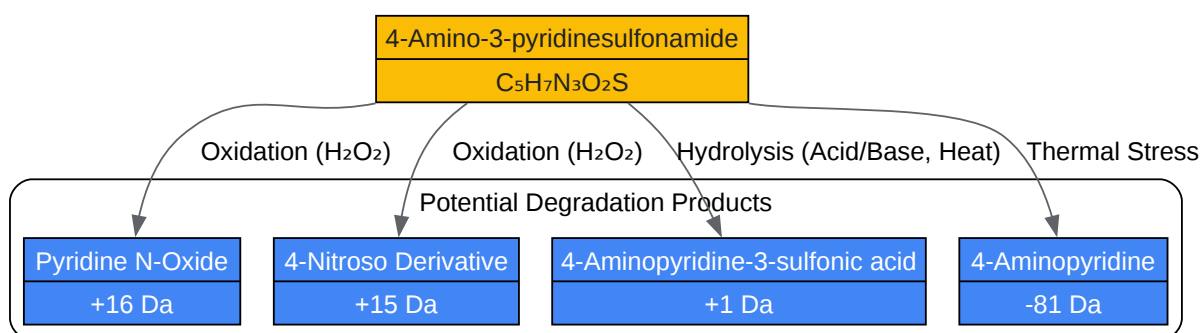 4-Amino-3-pyridinesulfonamide
C₅H₇N₃O₂S
Oxidation (H₂O₂)
Oxidation (H₂O₂)
Hydrolysis (Acid/Base, Heat)
Thermal Stress
Potential Degradation Products
Pyridine N-Oxide
+16 Da
4-Nitroso Derivative
+15 Da
4-Aminopyridine-3-sulfonic acid
+1 Da
4-Aminopyridine
-81 Da